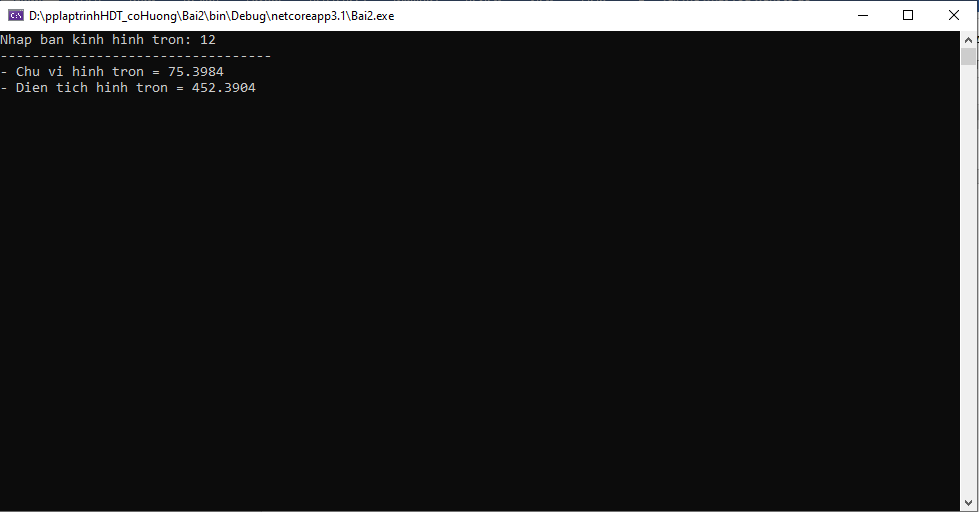 D:\pplaptrinhHDT_coHuong\Bai2\bin\Debug\netcoreapp3.1\Bai2.exe
Nhap ban kinh hinh tron: 12
----------------------------------
- Chu vi hinh tron = 75.3984
- Dien tich hinh tron = 452.3904